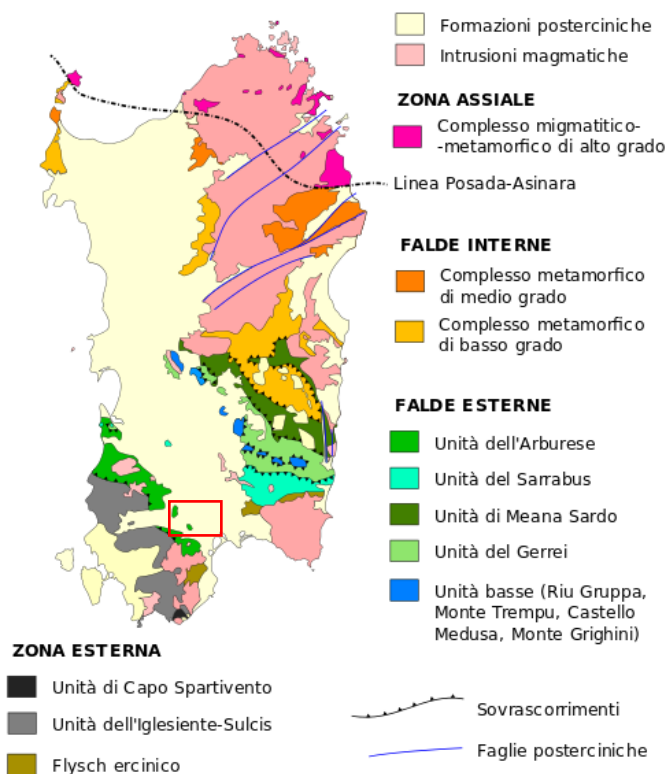 Formazioni posterciniche
Intrusioni magmatiche
ZONA ASSIALE
Complesso migmatitico-
-metamorfico di alto grado
Linea Posada-Asinara
FALDE INTERNE
Complesso metamorfico
di medio grado
Complesso metamorfico
di basso grado
FALDE ESTERNE
Unità dell'Arburese
Unità del Sarrabus
Unità di Meana Sardo
Unità del Gerrei
Unità basse (Riu Gruppa,
Monte Trempu, Castello
Medusa, Monte Grighini)
ZONA ESTERNA
Unità di Capo Spartivento
Unità dell'Iglesiente-Sulcis
Flysch ercinico
Sovrascorrimenti
Faglie posterciniche